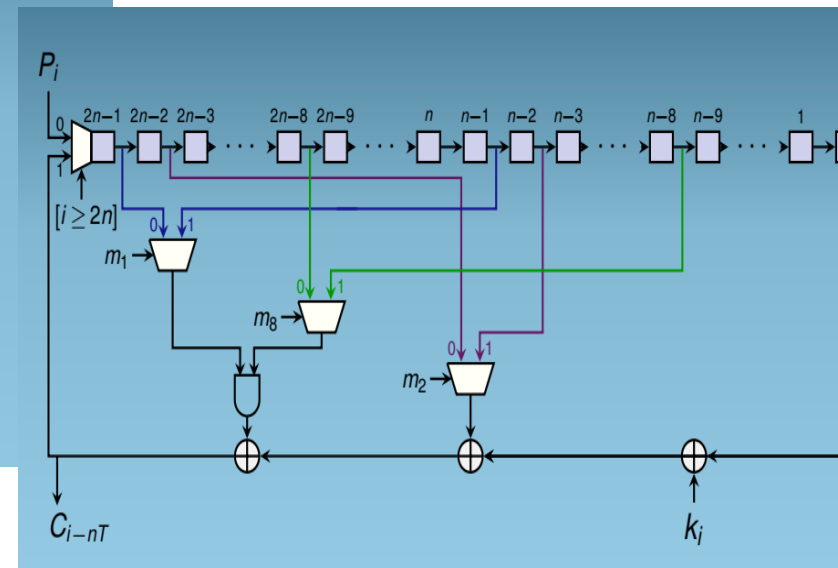 P_i
2n−1 2n−2 2n−3 2n−8 2n−9 n n−1 n−2 n−3 n−8 n−9 1
0
· · · · · · · · · · · ·
1
[i ≥ 2n]
0 1
m_1
0 1
m_8
0 1
m_2
C_{i−nT}
k_i